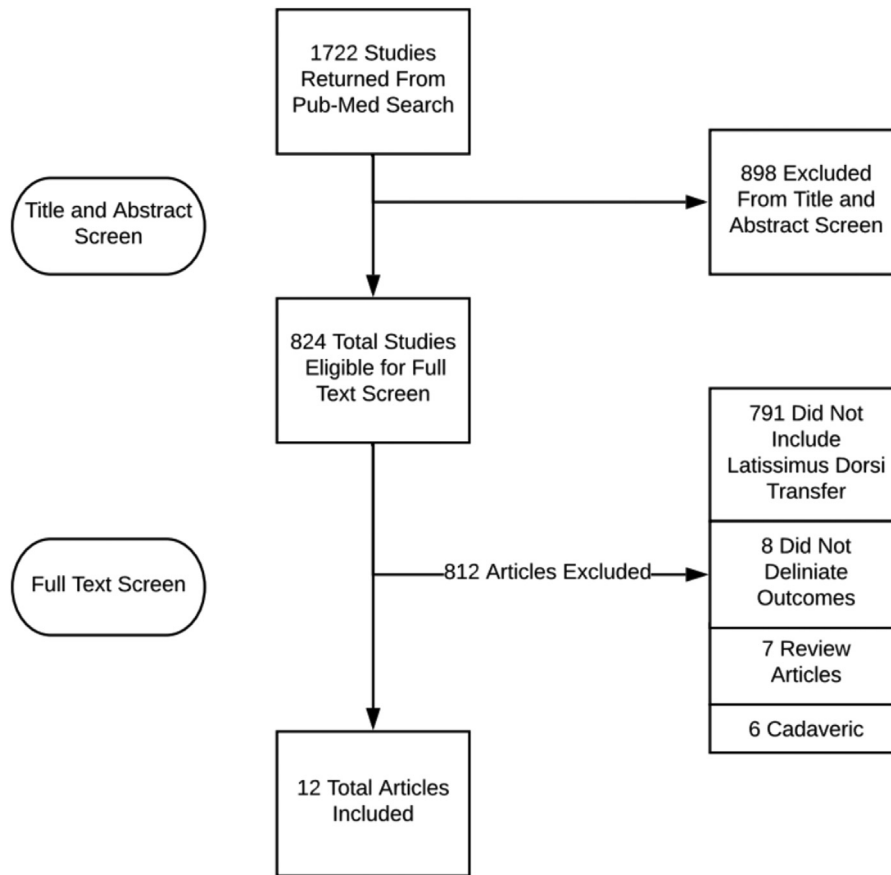 1722 Studies
Returned From
Pub-Med Search
Title and Abstract
Screen
898 Excluded
From Title and
Abstract Screen
824 Total Studies
Eligible for Full
Text Screen
791 Did Not
Include
Latissimus Dorsi
Transfer
Full Text Screen
812 Articles Excluded
8 Did Not
Deliniate
Outcomes
7 Review
Articles
6 Cadaveric
12 Total Articles
Included